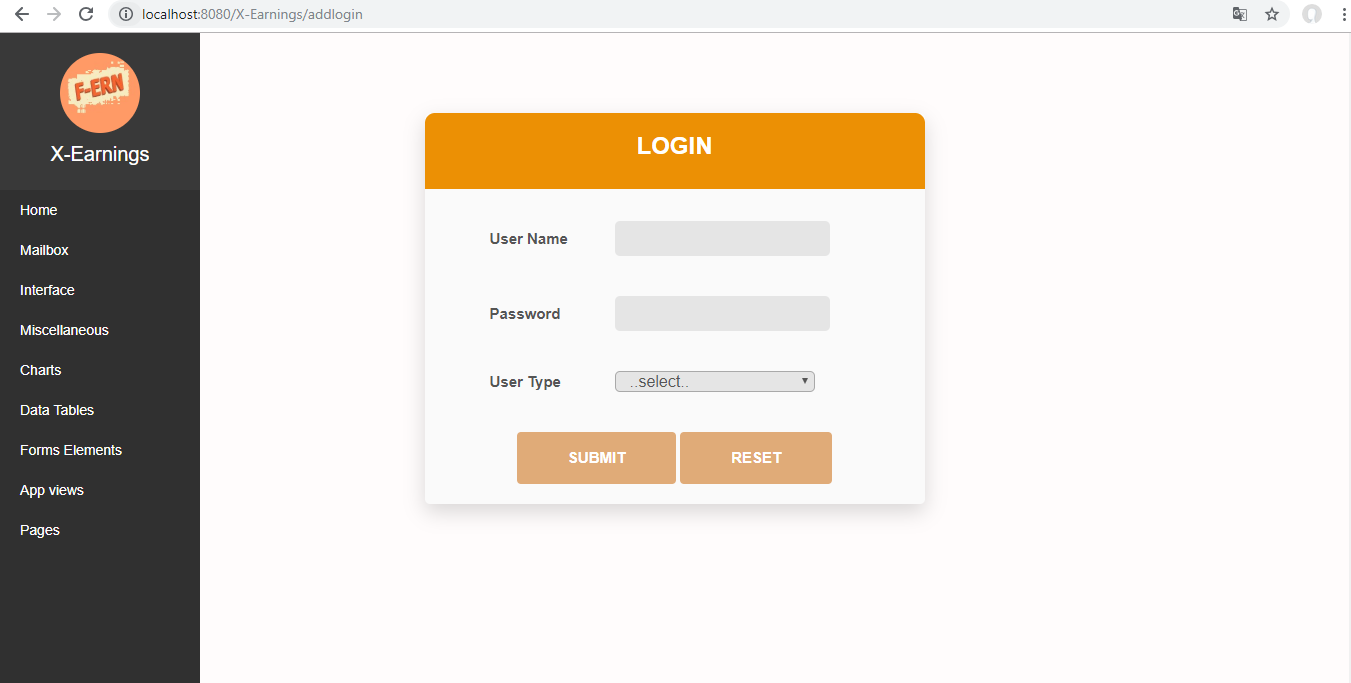 localhost:8080/X-Earnings/addlogin
F-ERN
X-Earnings
Home
Mailbox
Interface
Miscellaneous
Charts
Data Tables
Forms Elements
App views
Pages
LOGIN
User Name
Password
User Type ..select..
SUBMIT RESET